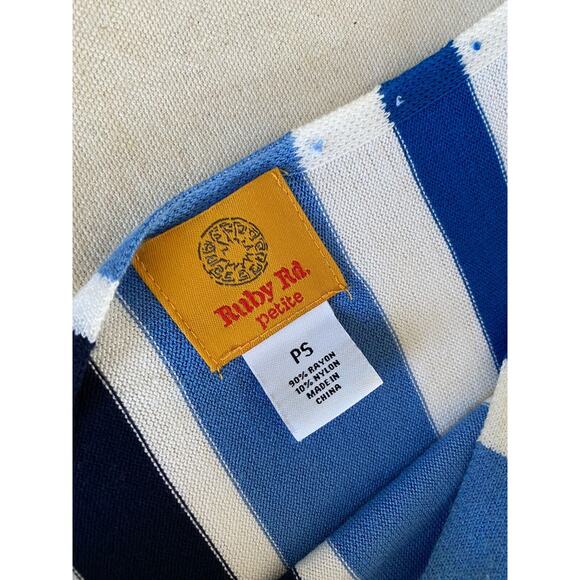 Ruby Rd.
petite
PS
90% RAYON
10% NYLON
MADE IN
CHINA